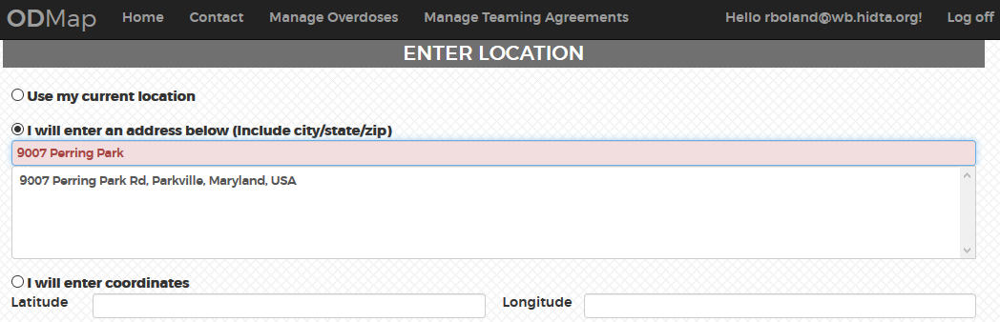 ODMap Home Contact Manage Overdoses Manage Teaming Agreements Hello rboland@wb.hidta.org! Log off
ENTER LOCATION
Use my current location
I will enter an address below (Include city/state/zip)
9007 Perring Park
9007 Perring Park Rd, Parkville, Maryland, USA
I will enter coordinates
Latitude Longitude